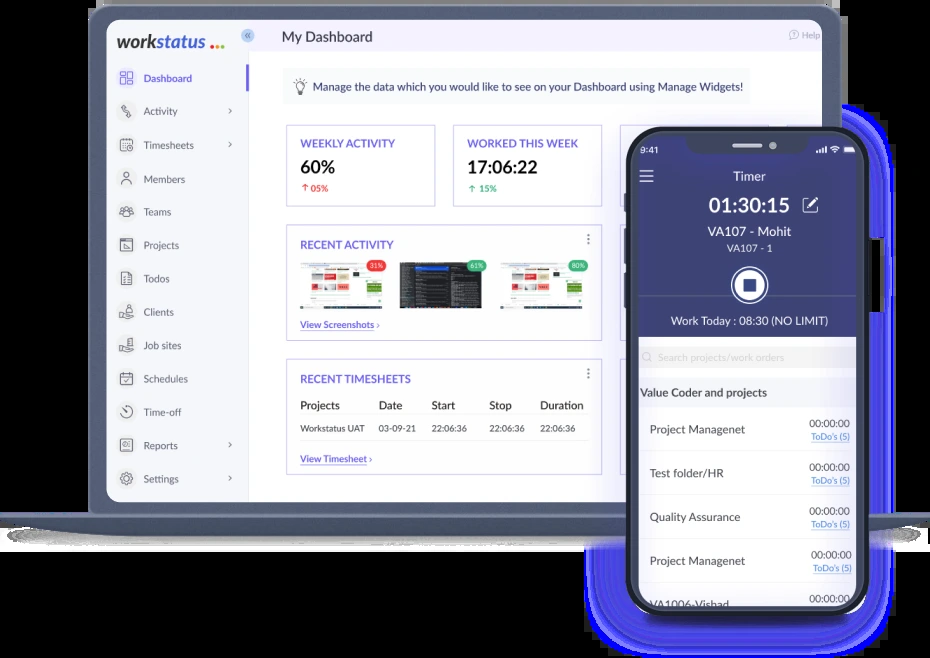 workstatus
«
My Dashboard
Help
Dashboard
Activity
Timesheets
Members
Teams
Projects
Todos
Clients
Job sites
Schedules
Time-off
Reports
Settings
Manage the data which you would like to see on your Dashboard using Manage Widgets!
WEEKLY ACTIVITY
60%
↑ 05%
WORKED THIS WEEK
17:06:22
↑ 15%
RECENT ACTIVITY
31%
61%
80%
View Screenshots ›
RECENT TIMESHEETS
Projects Date Start Stop Duration
Workstatus UAT 03-09-21 22:06:36 22:06:36 22:06:36
View Timesheet ›
9:41
Timer
01:30:15
VA107 - Mohit
VA107 - 1
Work Today : 08:30 (NO LIMIT)
Search projects/work orders
Value Coder and projects
Project Managenet 00:00:00
ToDo's (5)
Test folder/HR 00:00:00
ToDo's (5)
Quality Assurance 00:00:00
ToDo's (5)
Project Managenet 00:00:00
ToDo's (5)
VA1006-Vishad 00:00:00